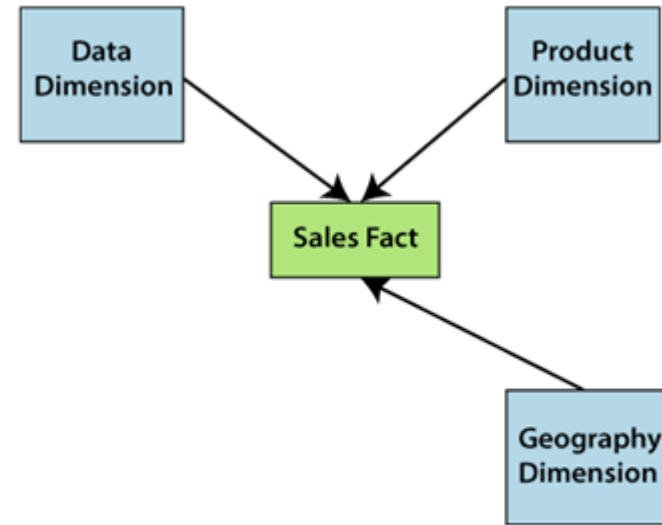 Data
Dimension
Product
Dimension
Sales Fact
Geography
Dimension